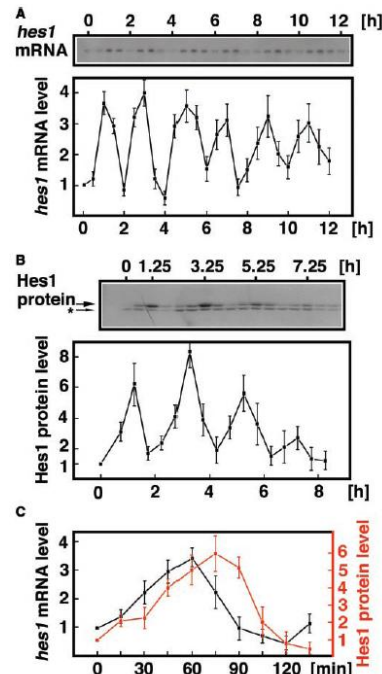 A
0 2 4 6 8 10 12 [h]
hes1
mRNA
hes1 mRNA level
4
3
2
1
0 2 4 6 8 10 12 [h]
B
0 1.25 3.25 5.25 7.25 [h]
Hes1
protein
*
Hes1 protein level
8
6
4
2
1
0 2 4 6 8 [h]
C
hes1 mRNA level
4
3
2
1
6
5
4
3
2
1
Hes1 protein level
0 30 60 90 120 [min]